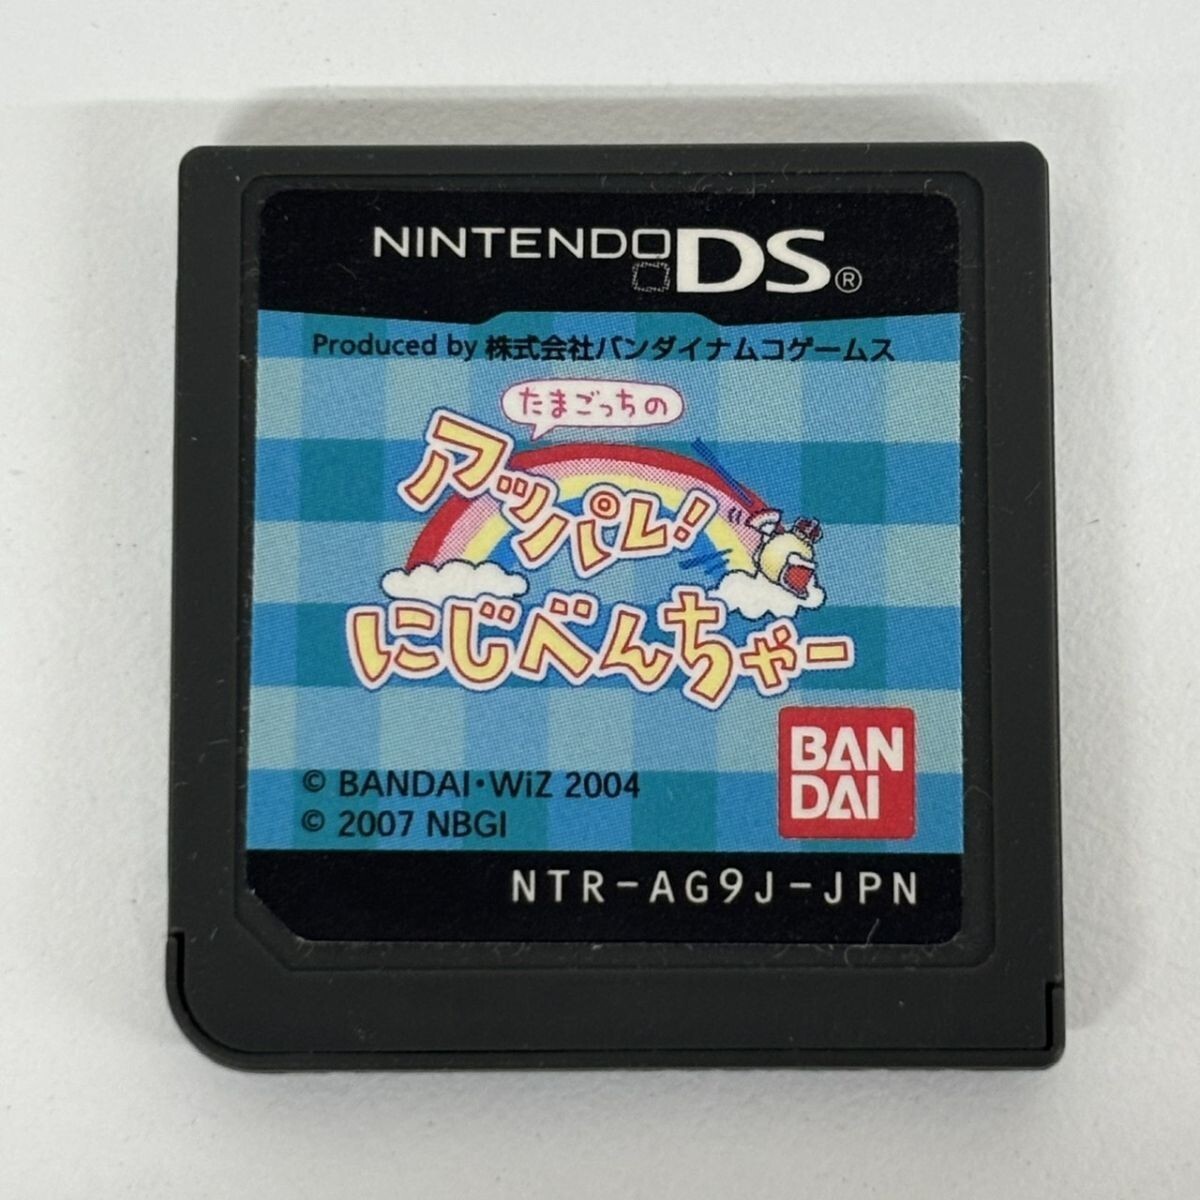 NINTENDO DS®
Produced by 株式会社バンダイナムコゲームス
たまごっちの
アッパレ!
にじべんちゃー
BAN
DAI
© BANDAI・WiZ 2004
© 2007 NBGI
NTR-AG9J-JPN